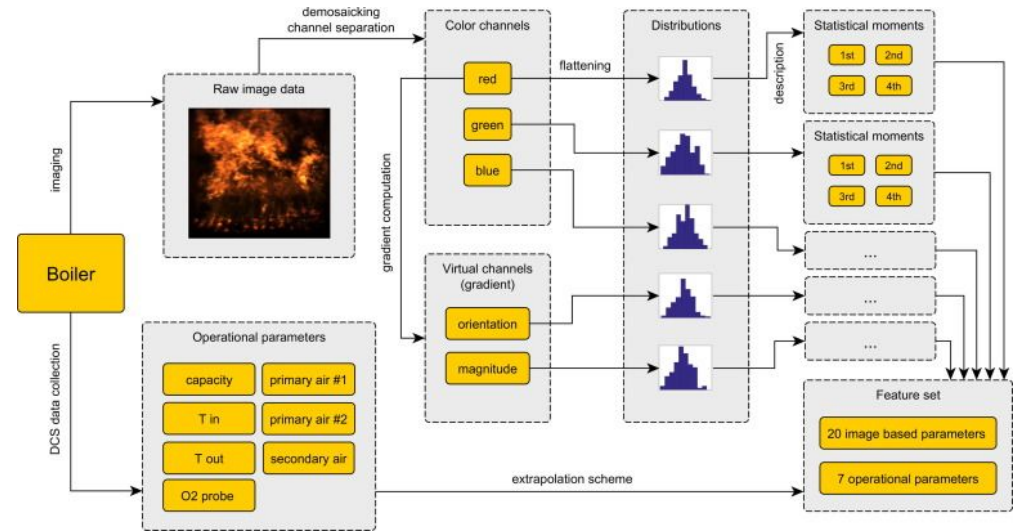 demosaicking
channel separation
Color channels
Distributions
Statistical moments
red
flattening
description
1st
2nd
3rd
4th
Raw image data
green
blue
Statistical moments
1st
2nd
3rd
4th
imaging
gradient computation
...
Boiler
Virtual channels
(gradient)
orientation
magnitude
...
...
DCS data collection
Operational parameters
capacity
primary air #1
T in
primary air #2
T out
secondary air
O2 probe
extrapolation scheme
Feature set
20 image based parameters
7 operational parameters